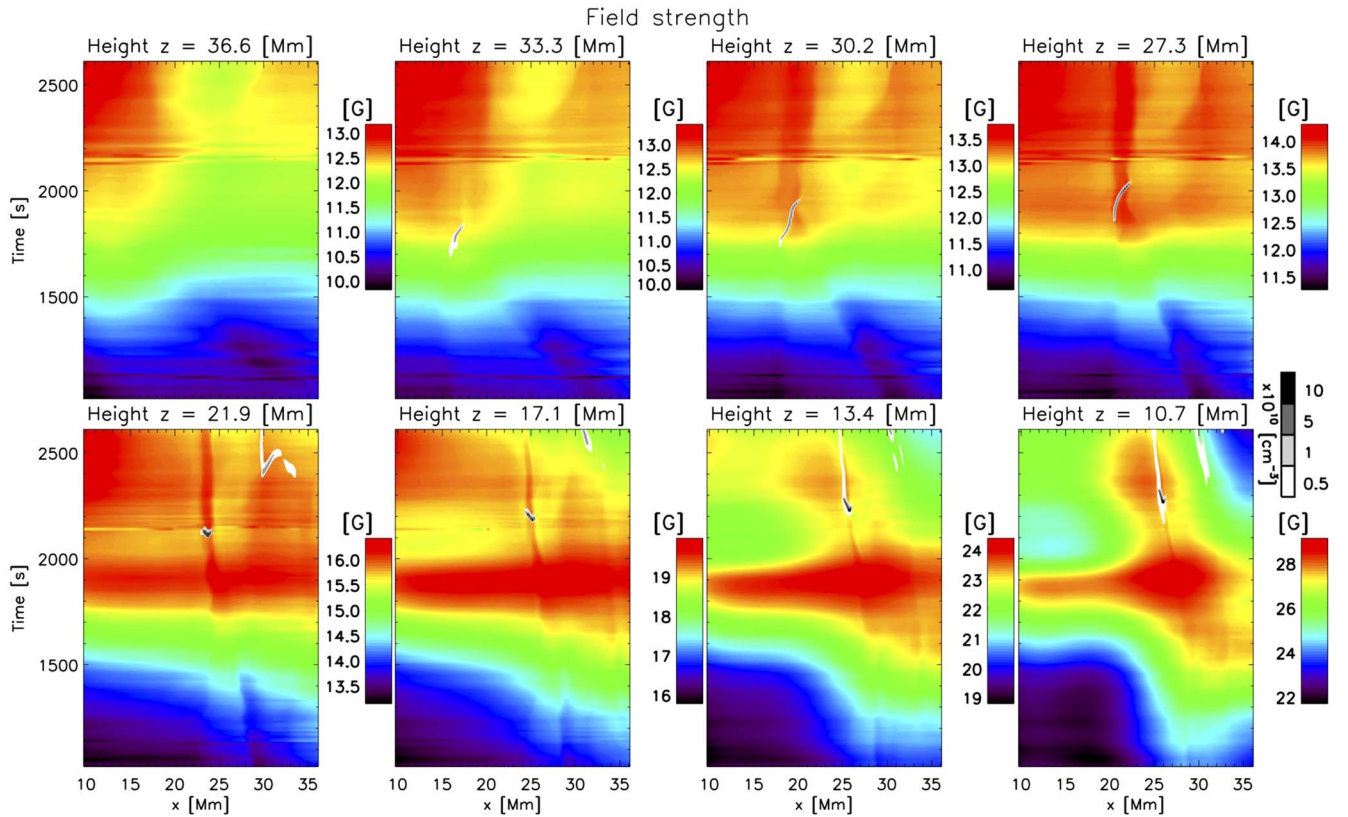 Field strength
Height z = 36.6 [Mm]
Height z = 33.3 [Mm]
Height z = 30.2 [Mm]
Height z = 27.3 [Mm]
2500
2000
1500
Time [s]
[G]
13.0
12.5
12.0
11.5
11.0
10.5
10.0
[G]
13.0
12.5
12.0
11.5
11.0
10.5
10.0
[G]
13.5
13.0
12.5
12.0
11.5
11.0
[G]
14.0
13.5
13.0
12.5
12.0
11.5
Height z = 21.9 [Mm]
Height z = 17.1 [Mm]
Height z = 13.4 [Mm]
Height z = 10.7 [Mm]
x10¹⁰ [cm⁻³]
10
5
1
0.5
2500
2000
1500
Time [s]
[G]
16.0
15.5
15.0
14.5
14.0
13.5
[G]
19
18
17
16
[G]
24
23
22
21
20
19
[G]
28
26
24
22
10 15 20 25 30 35
10 15 20 25 30 35
10 15 20 25 30 35
10 15 20 25 30 35
x [Mm]
x [Mm]
x [Mm]
x [Mm]